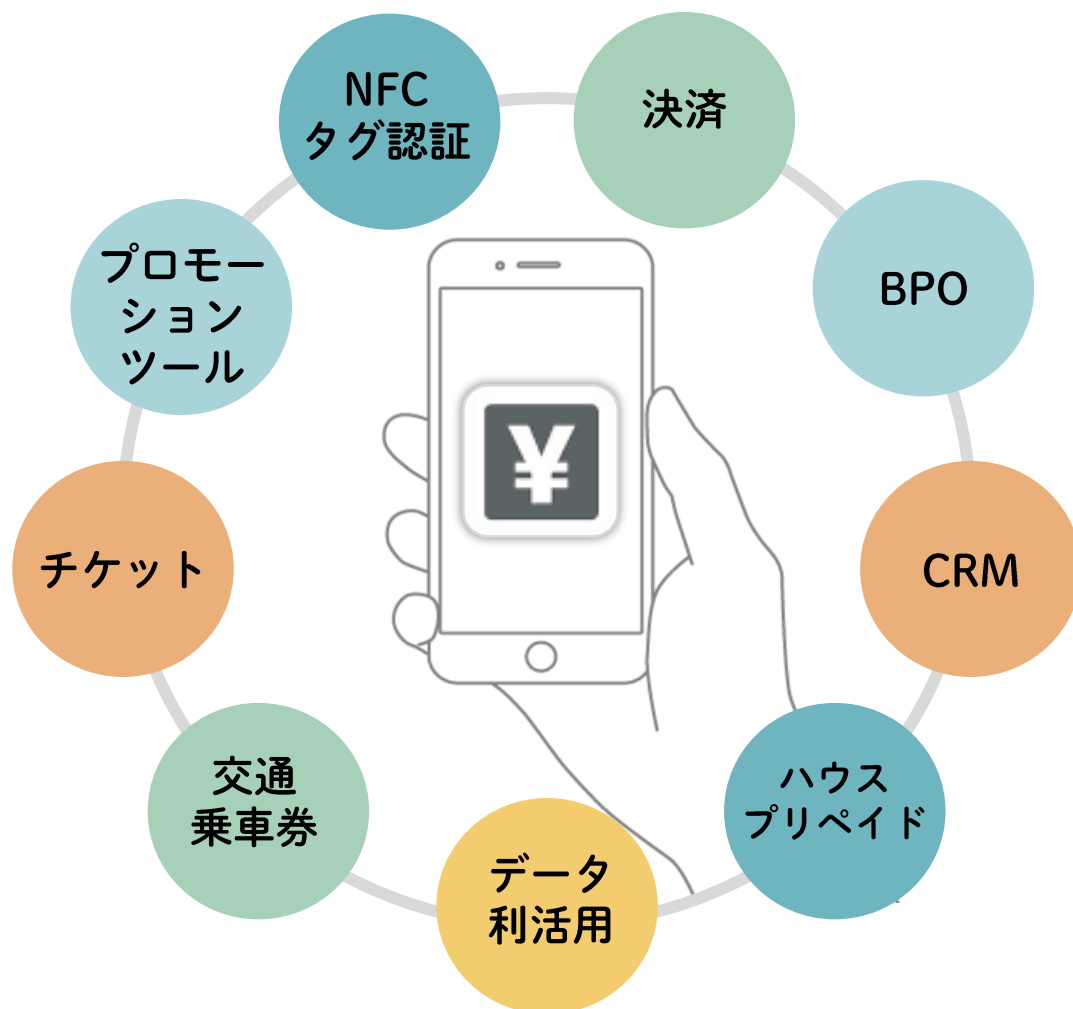 NFC
タグ認証
決済
BPO
CRM
ハウス
プリペイド
データ
利活用
交通
乗車券
チケット
プロモー
ション
ツール
¥